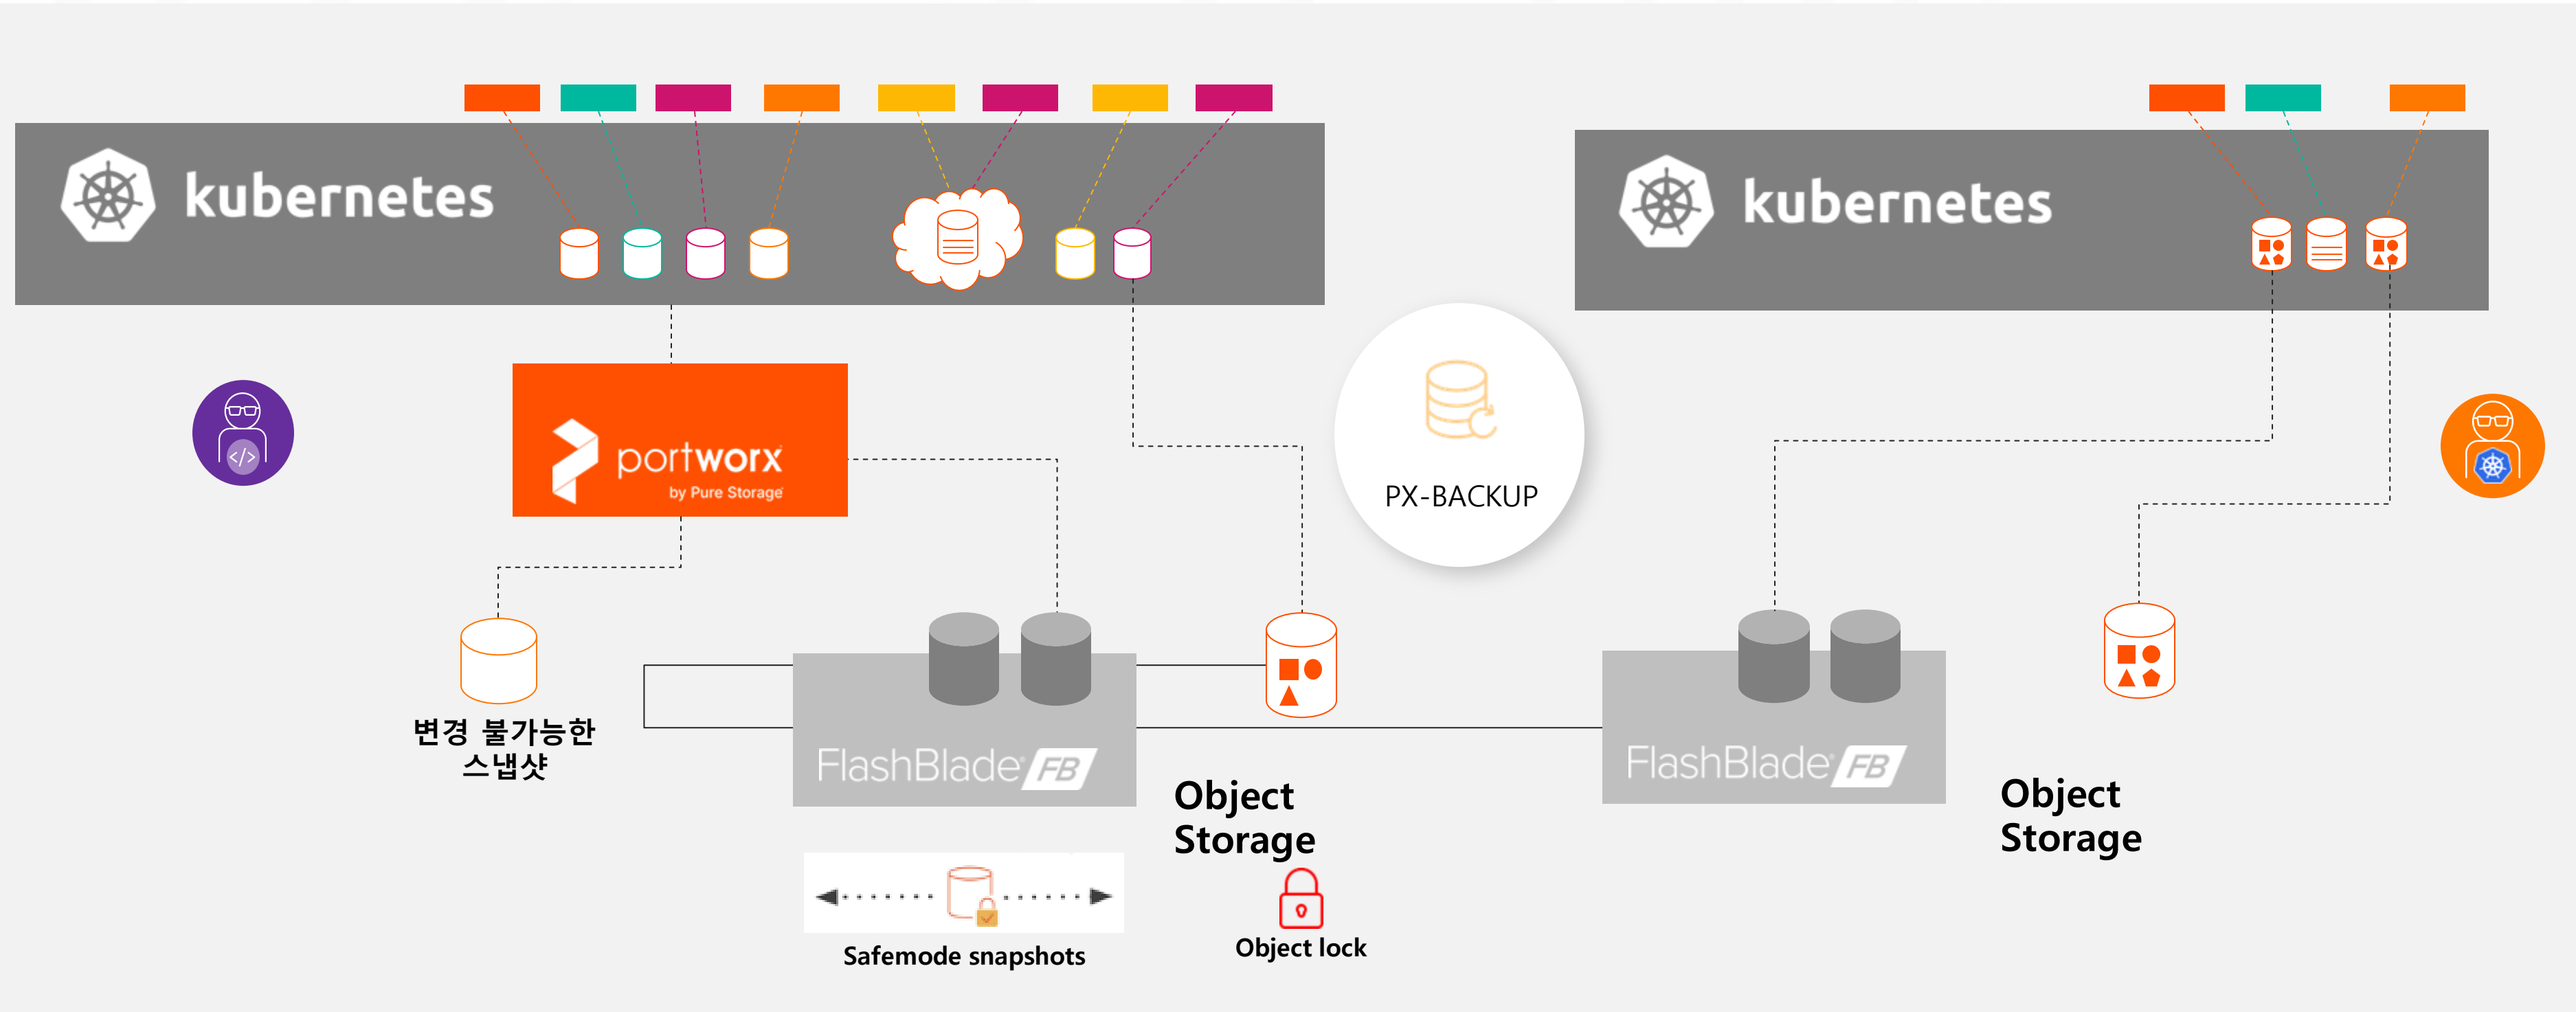 kubernetes
kubernetes
portworx
by Pure Storage
</>
PX-BACKUP
변경 불가능한
스냅샷
FlashBlade FB
FlashBlade FB
Object
Storage
Object
Storage
Safemode snapshots
Object lock